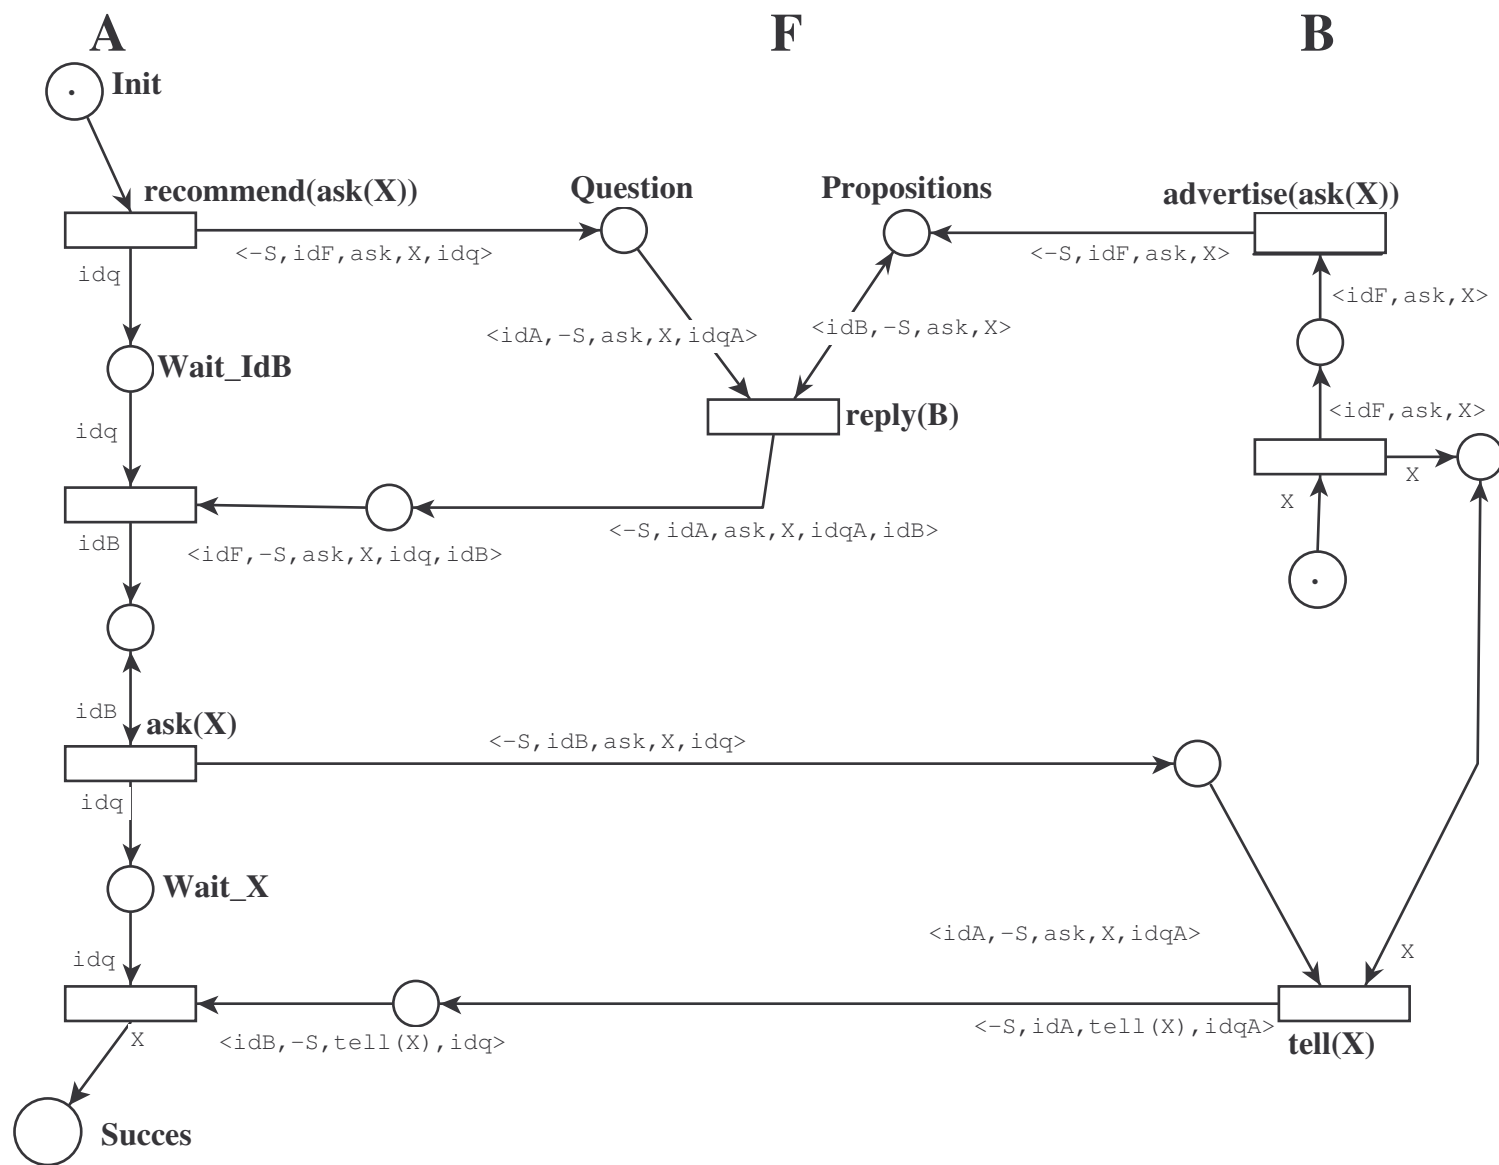 A F B
Init
recommend(ask(X)) Question Propositions advertise(ask(X))
<-S,idF,ask,X,idq> <-S,idF,ask,X>
idq
<idF,ask,X>
<idA,-S,ask,X,idqA> <idB,-S,ask,X>
Wait_IdB
<idF,ask,X>
reply(B)
idq
X
X
<-S,idA,ask,X,idqA,idB>
idB
<idF,-S,ask,X,idq,idB>
idB
ask(X)
<-S,idB,ask,X,idq>
idq
Wait_X
<idA,-S,ask,X,idqA>
X
idq
<-S,idA,tell(X),idqA>
X
<idB,-S,tell(X),idq>
tell(X)
Succes